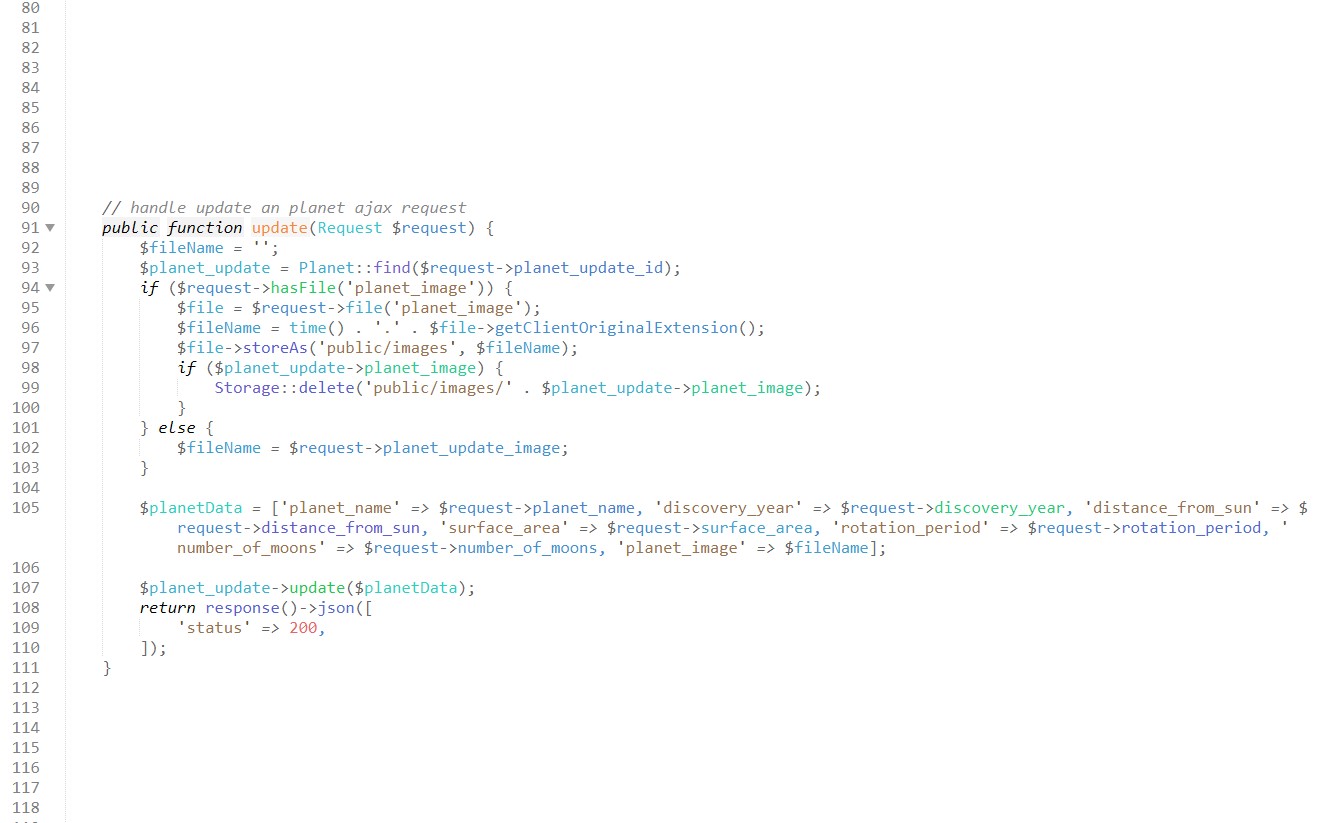 80
81
82
83
84
85
86
87
88
89
90 // handle update an planet ajax request
91 public function update(Request $request) {
92 $fileName = '';
93 $planet_update = Planet::find($request->planet_update_id);
94 if ($request->hasFile('planet_image')) {
95 $file = $request->file('planet_image');
96 $fileName = time() . '.' . $file->getClientOriginalExtension();
97 $file->storeAs('public/images', $fileName);
98 if ($planet_update->planet_image) {
99 Storage::delete('public/images/' . $planet_update->planet_image);
100 }
101 } else {
102 $fileName = $request->planet_update_image;
103 }
104
105 $planetData = ['planet_name' => $request->planet_name, 'discovery_year' => $request->discovery_year, 'distance_from_sun' => $
request->distance_from_sun, 'surface_area' => $request->surface_area, 'rotation_period' => $request->rotation_period, '
number_of_moons' => $request->number_of_moons, 'planet_image' => $fileName];
106
107 $planet_update->update($planetData);
108 return response()->json([
109 'status' => 200,
110 ]);
111 }
112
113
114
115
116
117
118